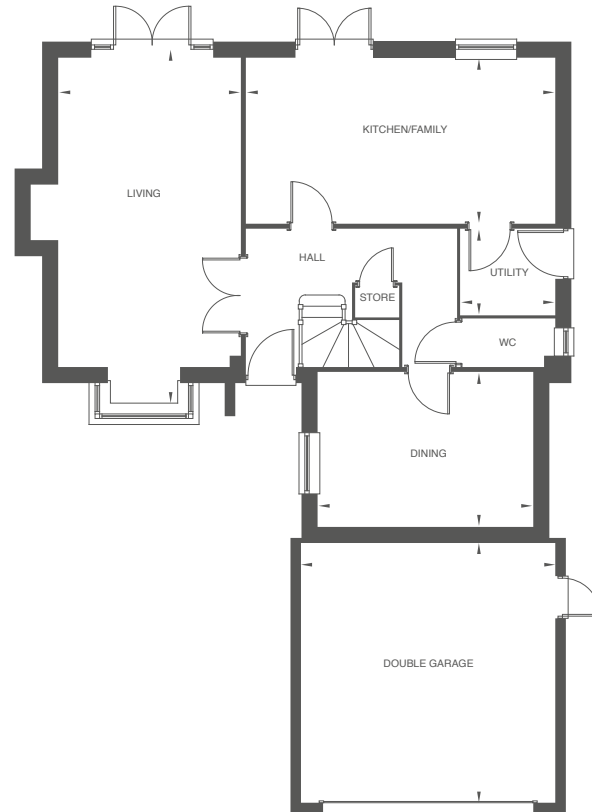 KITCHEN/FAMILY
LIVING
HALL
UTILITY
STORE
WC
DINING
DOUBLE GARAGE